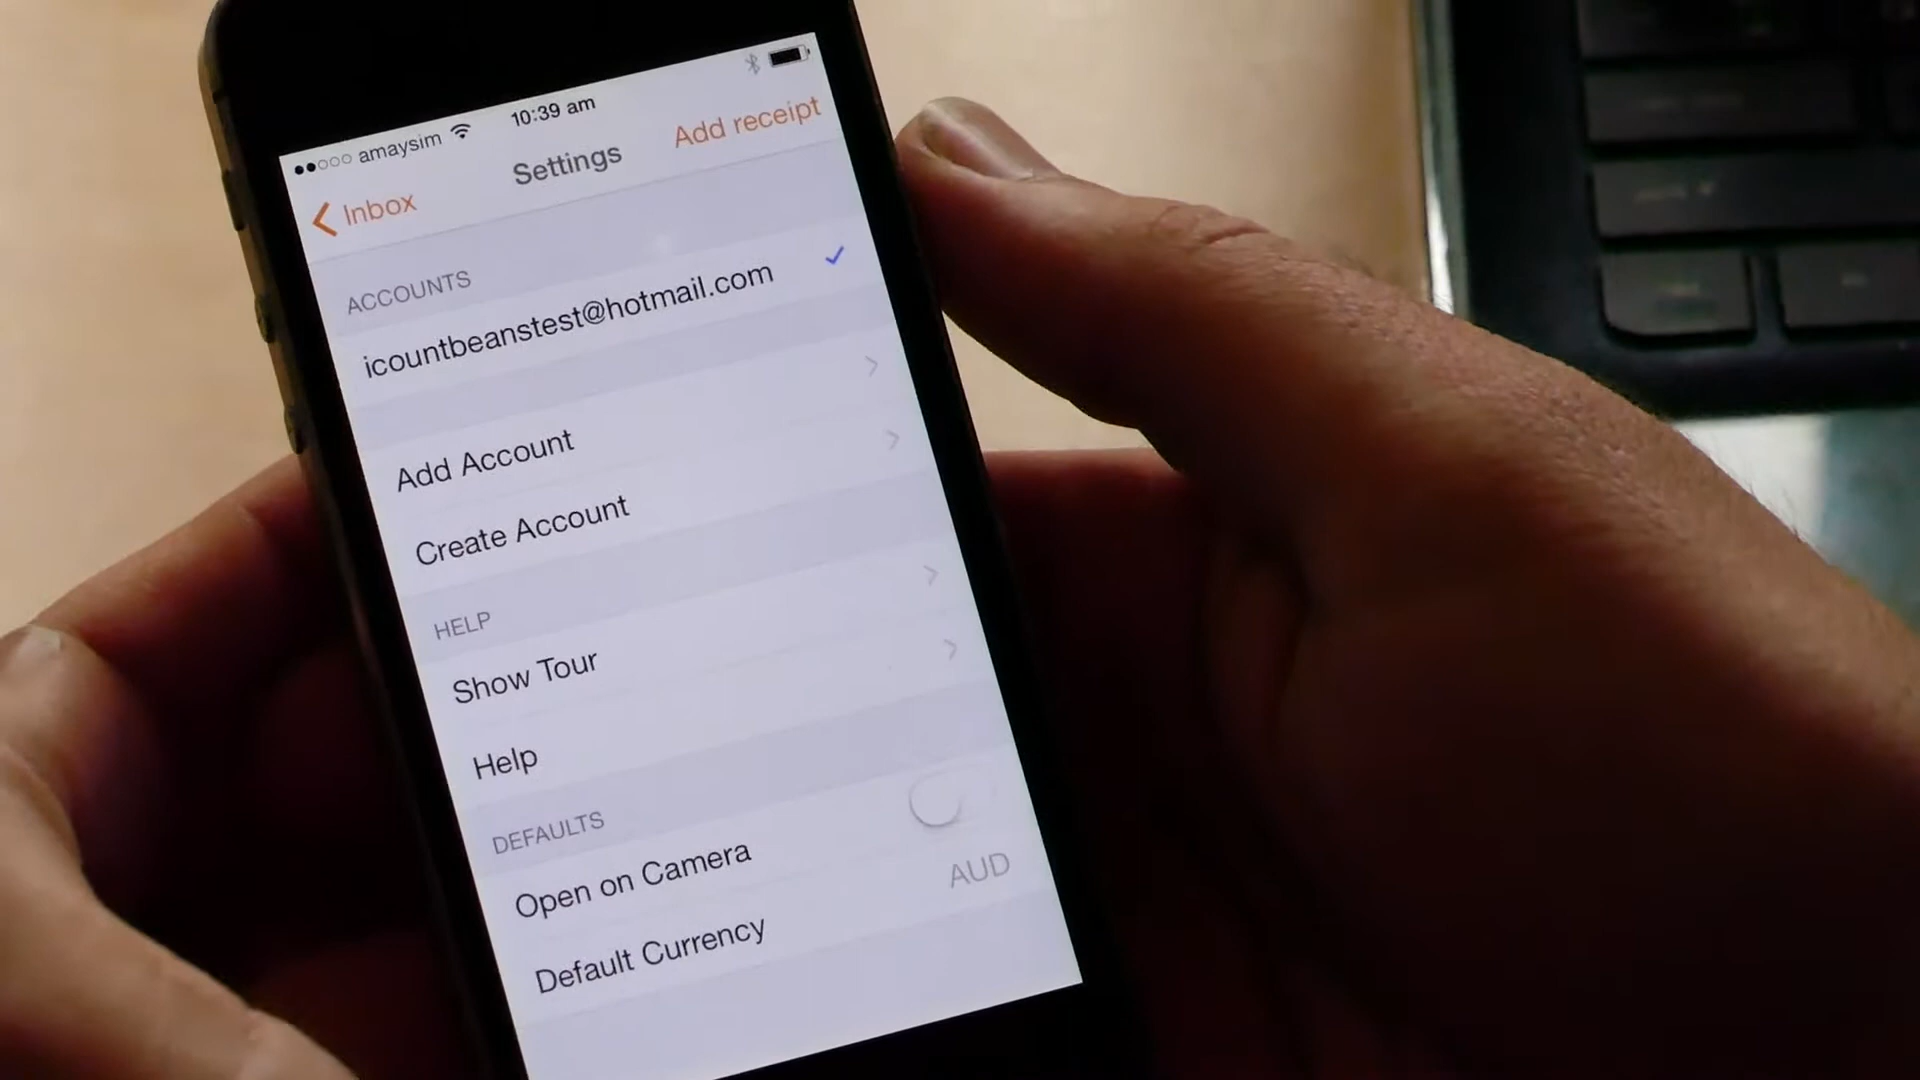 amaysim 10:39 am
Inbox Settings Add receipt
ACCOUNTS
icountbeanstest@hotmail.com
Add Account
Create Account
HELP
Show Tour
Help
DEFAULTS
Open on Camera
Default Currency AUD